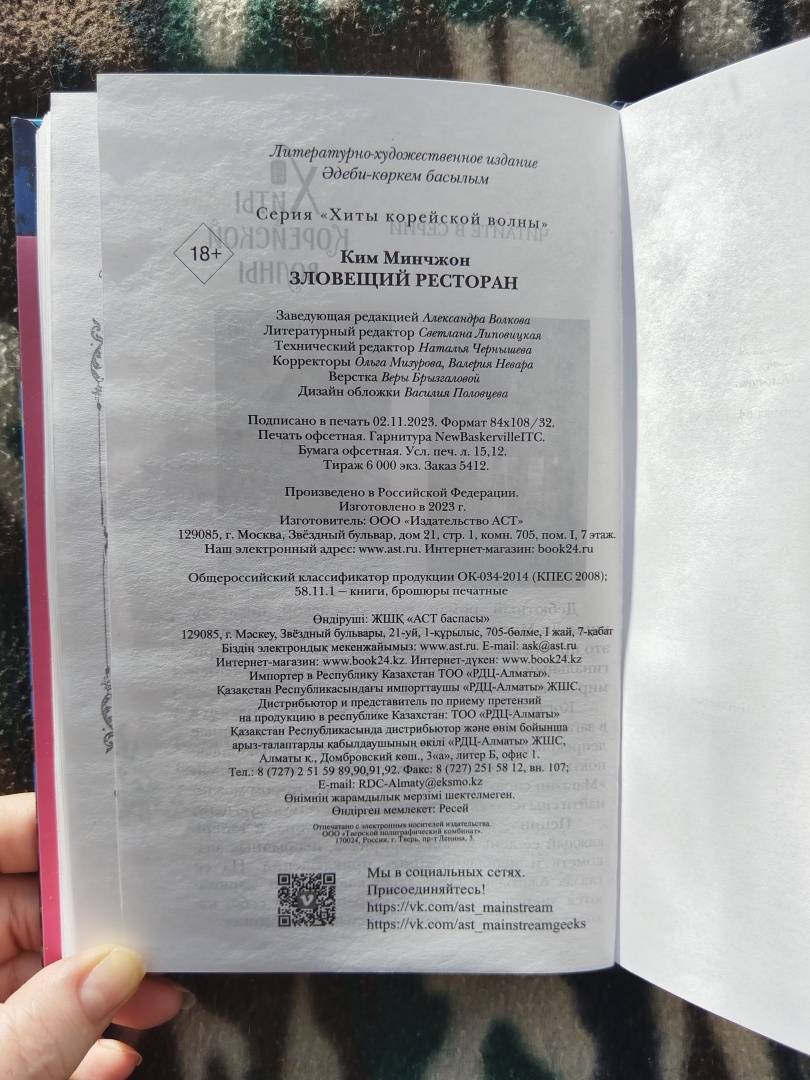 Литературно-художественное издание
Әдеби-көркем басылым
Серия «Хиты корейской волны»
18+
Ким Минчжон
ЗЛОВЕЩИЙ РЕСТОРАН
Заведующая редакцией Александра Волкова
Литературный редактор Светлана Липовицкая
Технический редактор Наталья Чернышева
Корректоры Ольга Мизурова, Валерия Невара
Верстка Веры Брызгаловой
Дизайн обложки Василия Половцева
Подписано в печать 02.11.2023. Формат 84х108/32.
Печать офсетная. Гарнитура NewBaskervilleITC.
Бумага офсетная. Усл. печ. л. 15,12.
Тираж 6 000 экз. Заказ 5412.
Произведено в Российской Федерации.
Изготовлено в 2023 г.
Изготовитель: ООО «Издательство АСТ»
129085, г. Москва, Звёздный бульвар, дом 21, стр. 1, комн. 705, пом. I, 7 этаж.
Наш электронный адрес: www.ast.ru. Интернет-магазин: book24.ru
Общероссийский классификатор продукции ОК-034-2014 (КПЕС 2008);
58.11.1 — книги, брошюры печатные
Өндіруші: ЖШҚ «АСТ баспасы»
129085, г. Мәскеу, Звёздный бульвары, 21-үй, 1-құрылыс, 705-бөлме, I жай, 7-қабат
Біздің электрондық мекенжайымыз: www.ast.ru. E-mail: ask@ast.ru
Интернет-магазин: www.book24.kz. Интернет-дүкен: www.book24.kz
Импортер в Республику Казахстан ТОО «РДЦ-Алматы».
Қазақстан Республикасындағы импорттаушы «РДЦ-Алматы» ЖШС.
Дистрибьютор и представитель по приему претензий
на продукцию в республике Казахстан: ТОО «РДЦ-Алматы»
Қазақстан Республикасында дистрибьютор және өнім бойынша
арыз-талаптарды қабылдаушының өкілі «РДЦ-Алматы» ЖШС,
Алматы қ., Домбровский көш., 3«а», литер Б, офис 1.
Тел.: 8 (727) 2 51 59 89,90,91,92. Факс: 8 (727) 251 58 12, вн. 107;
E-mail: RDC-Almaty@eksmo.kz
Өнімнің жарамдылық мерзімі шектелмеген.
Өндірген мемлекет: Ресей
Отпечатано с электронных носителей издательства.
ООО «Тверской полиграфический комбинат».
170024, Россия, г. Тверь, пр-т Ленина, 5.
Мы в социальных сетях.
Присоединяйтесь!
https://vk.com/ast_mainstream
https://vk.com/ast_mainstreamgeeks